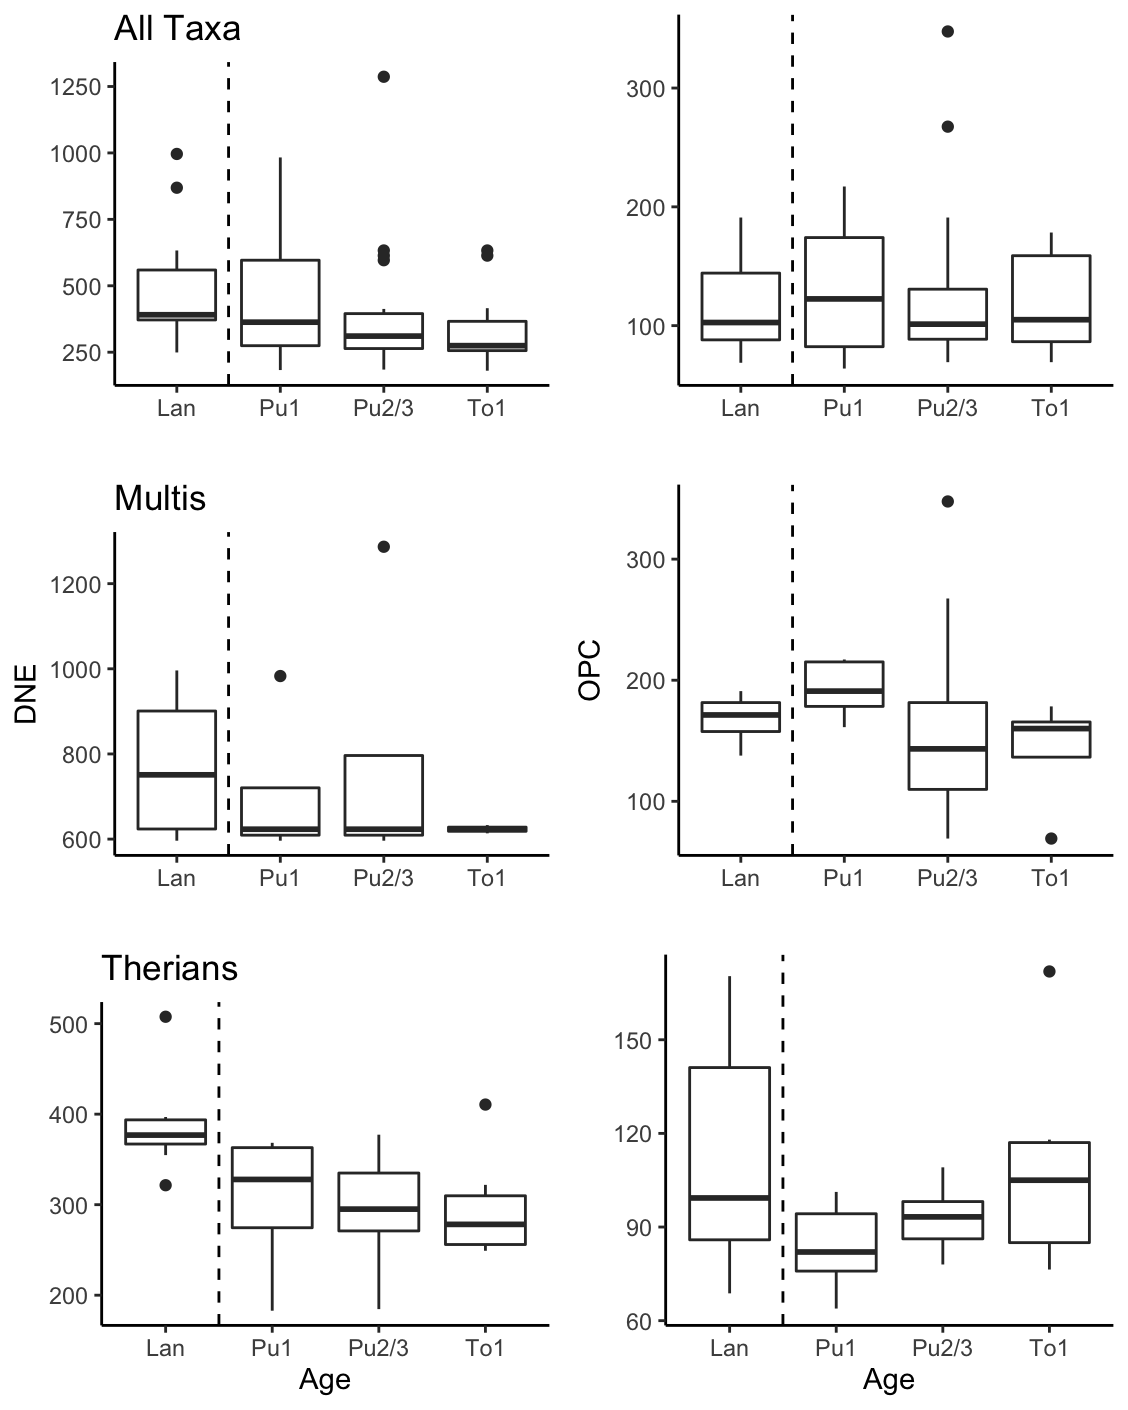 All Taxa
1250
1000
750
500
250
Lan Pu1 Pu2/3 To1
300
200
100
Lan Pu1 Pu2/3 To1
Multis
DNE
1200
1000
800
600
Lan Pu1 Pu2/3 To1
OPC
300
200
100
Lan Pu1 Pu2/3 To1
Therians
500
400
300
200
Lan Pu1 Pu2/3 To1
Age
150
120
90
60
Lan Pu1 Pu2/3 To1
Age